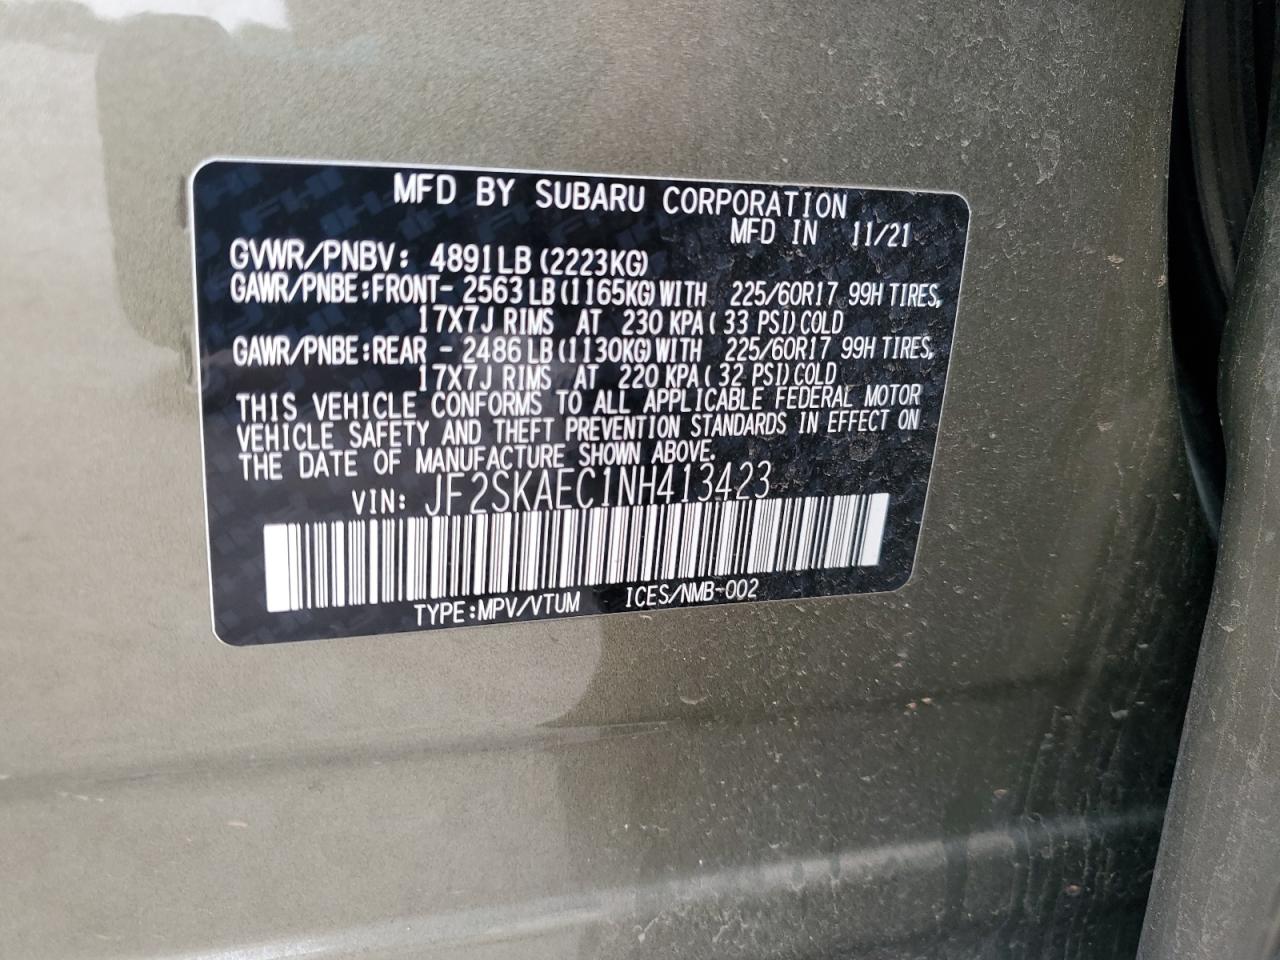 MFD BY SUBARU CORPORATION
MFD IN 11/21
GVWR/PNBV: 4891LB (2223KG)
GAWR/PNBE:FRONT- 2563 LB(1165KG) WITH 225/60R17 99H TIRES,
17X7J RIMS AT 230 KPA( 33 PSI) COLD
GAWR/PNBE:REAR - 2486 LB(1130KG) WITH 225/60R17 99H TIRES,
17X7J RIMS AT 220 KPA( 32 PSI) COLD
THIS VEHICLE CONFORMS TO ALL APPLICABLE FEDERAL MOTOR
VEHICLE SAFETY AND THEFT PREVENTION STANDARDS IN EFFECT ON
THE DATE OF MANUFACTURE SHOWN ABOVE.
VIN: JF2SKAEC1NH413423
TYPE:MPV/VTUM ICES/NMB-002